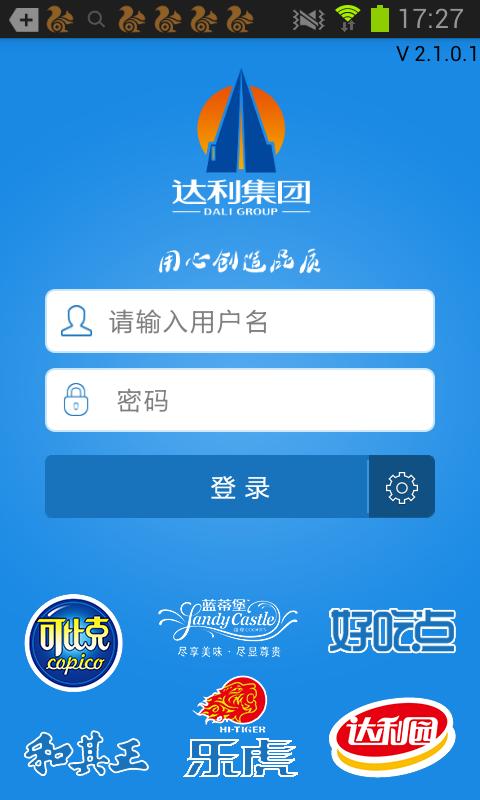 17:27
V 2.1.0.1
达利集团
DALI GROUP
用心创造品质
请输入用户名
密码
登录
可比克
copico
蓝蒂堡
Landy Castle
尽享美味·尽显尊贵
好吃点
和其正
HI-TIGER
乐虎
达利园